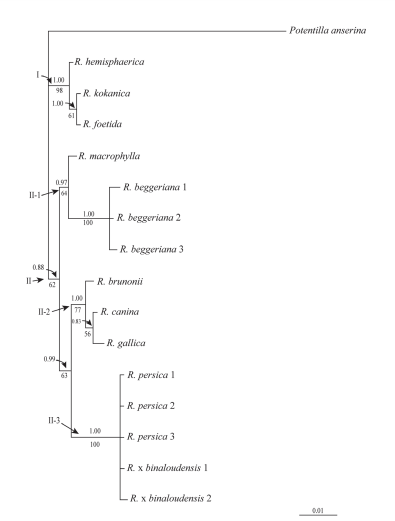 Potentilla anserina
R. hemisphaerica
I
1.00
98
R. kokanica
1.00
61
R. foetida
R. macrophylla
0.97
64
II-1
R. beggeriana 1
1.00
100
R. beggeriana 2
R. beggeriana 3
0.88
II
62
R. brunonii
1.00
77
II-2
0.83
R. canina
56
R. gallica
0.99
63
R. persica 1
R. persica 2
II-3
1.00
100
R. persica 3
R. x binaloudensis 1
R. x binaloudensis 2
0.01